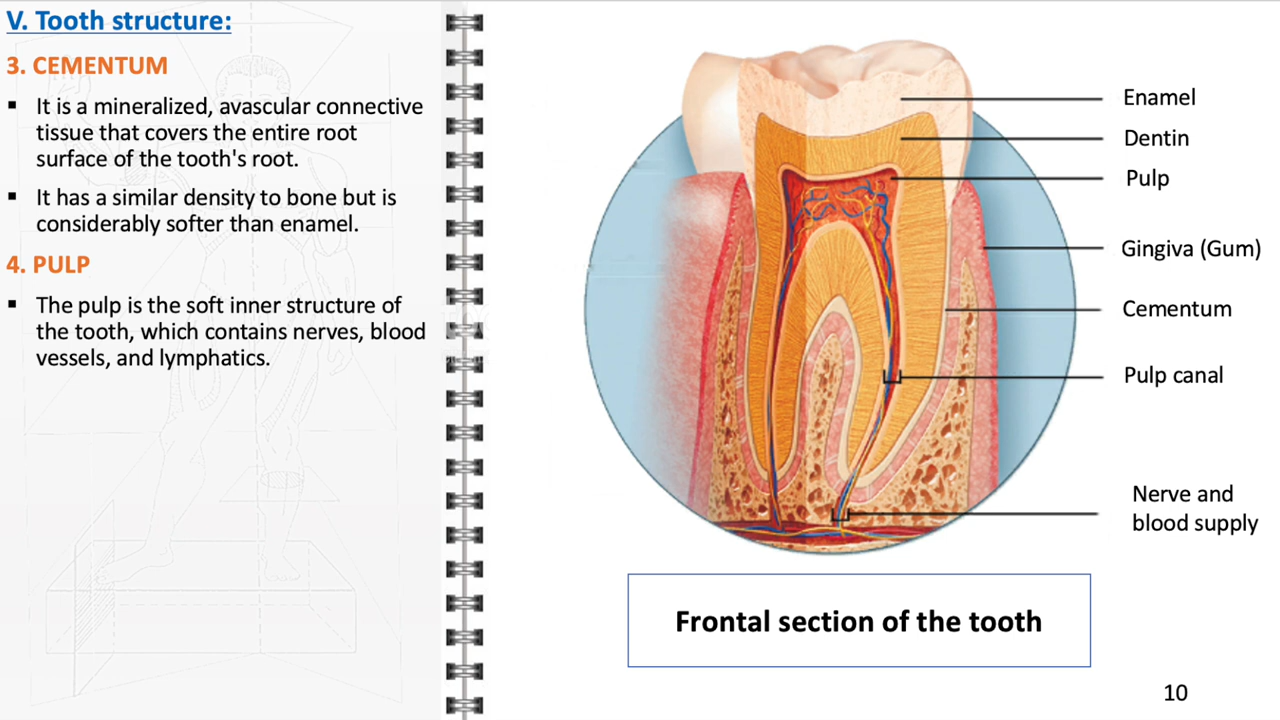 V. Tooth structure:
3. CEMENTUM
▪ It is a mineralized, avascular connective
tissue that covers the entire root
surface of the tooth's root.
▪ It has a similar density to bone but is
considerably softer than enamel.
4. PULP
▪ The pulp is the soft inner structure of
the tooth, which contains nerves, blood
vessels, and lymphatics.
Enamel
Dentin
Pulp
Gingiva (Gum)
Cementum
Pulp canal
Nerve and
blood supply
Frontal section of the tooth
10